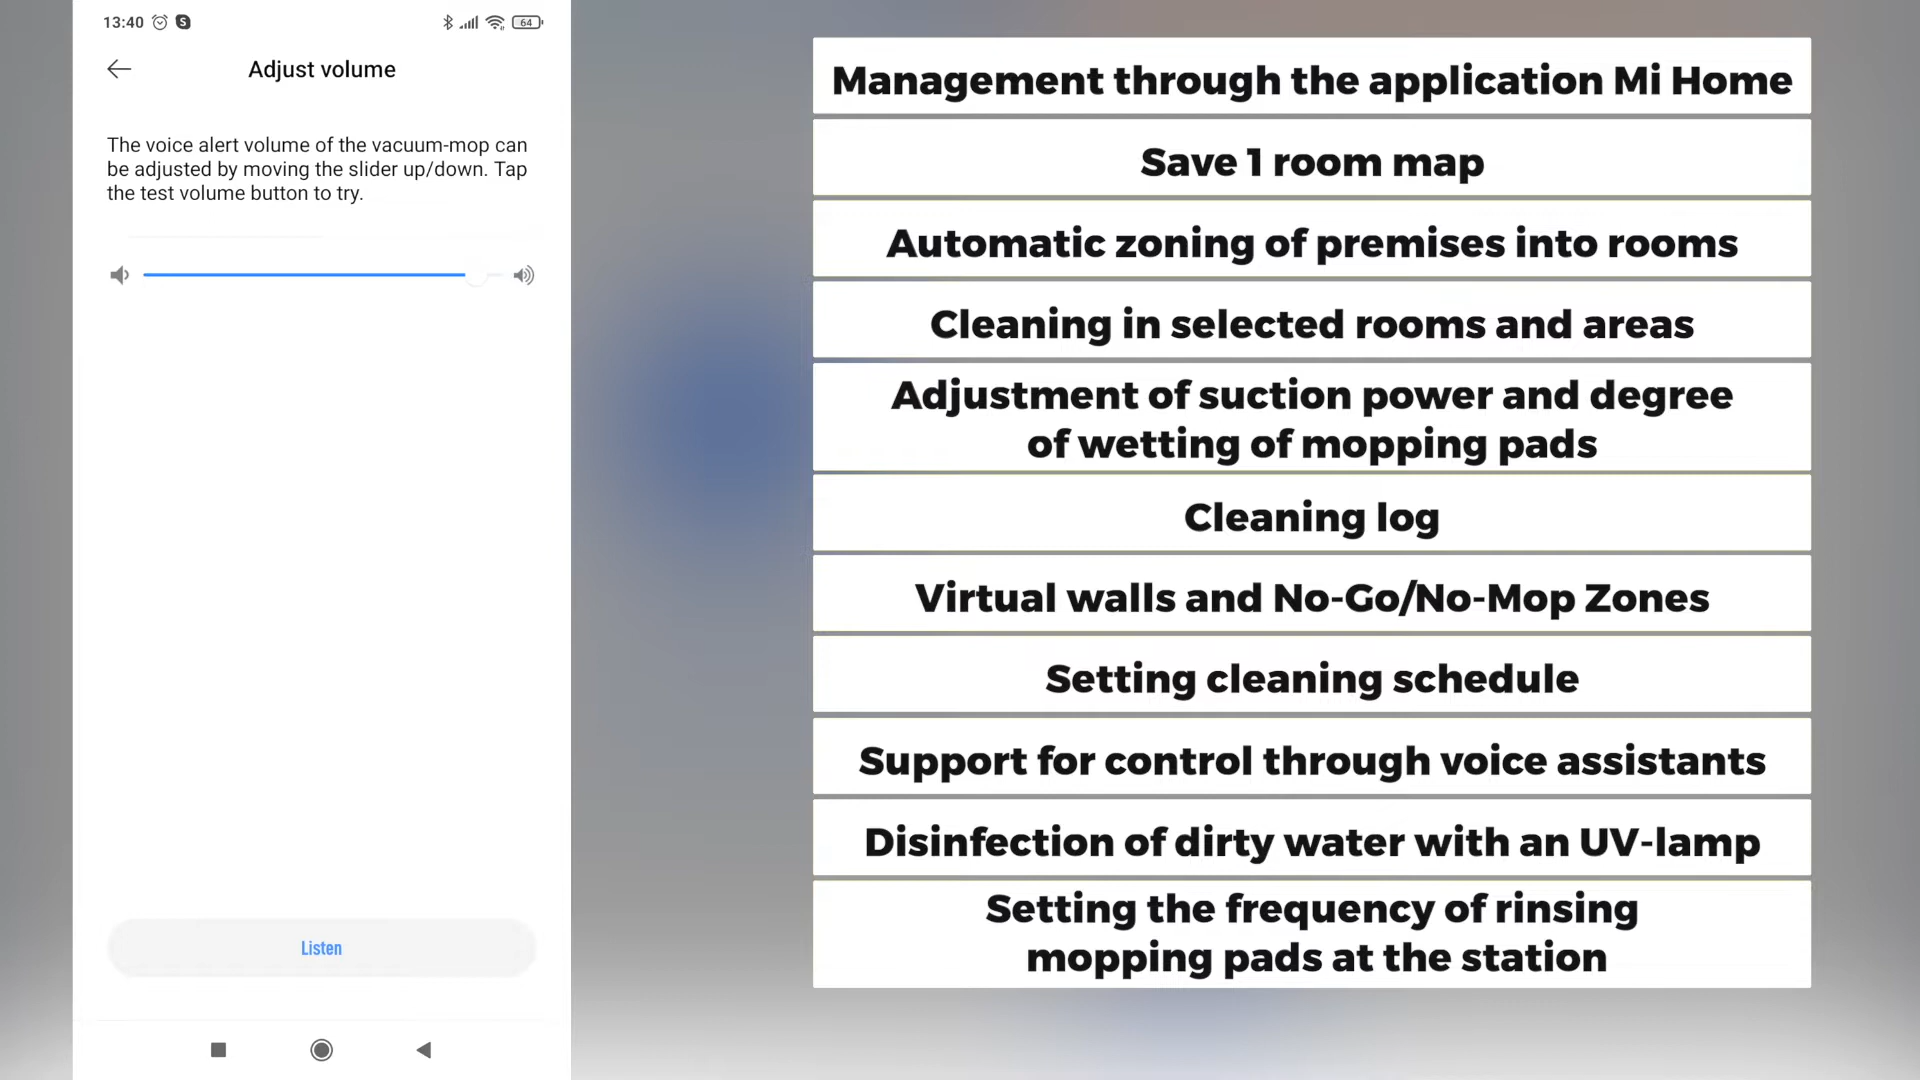 13:40
64
Adjust volume
The voice alert volume of the vacuum-mop can
be adjusted by moving the slider up/down. Tap
the test volume button to try.
Listen
Management through the application Mi Home
Save 1 room map
Automatic zoning of premises into rooms
Cleaning in selected rooms and areas
Adjustment of suction power and degree
of wetting of mopping pads
Cleaning log
Virtual walls and No-Go/No-Mop Zones
Setting cleaning schedule
Support for control through voice assistants
Disinfection of dirty water with an UV-lamp
Setting the frequency of rinsing
mopping pads at the station